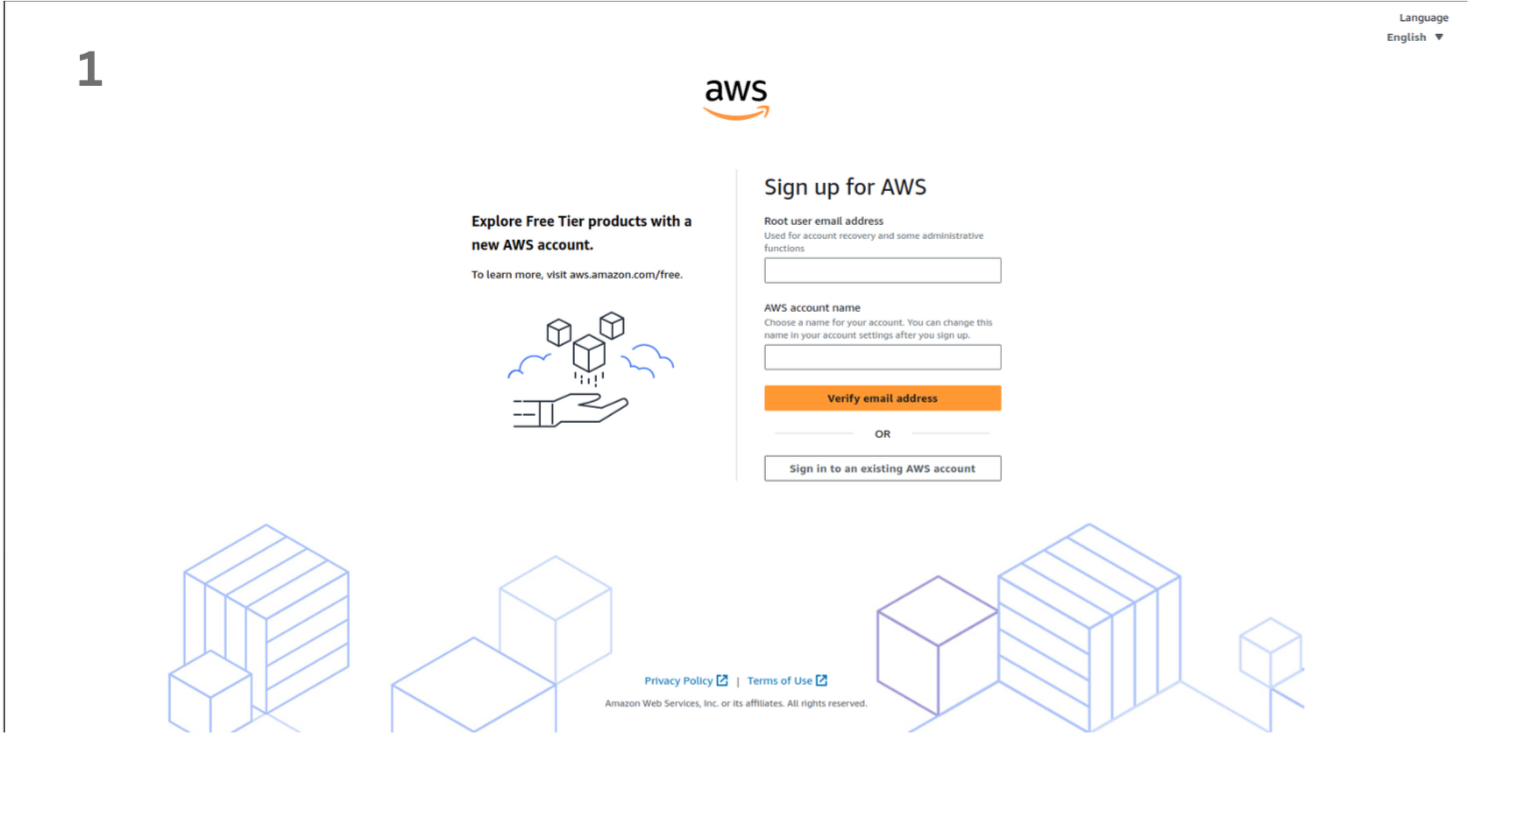 Language
English ▼
1
aws
Explore Free Tier products with a
new AWS account.
To learn more, visit aws.amazon.com/free.
Sign up for AWS
Root user email address
Used for account recovery and some administrative
functions
AWS account name
Choose a name for your account. You can change this
name in your account settings after you sign up.
Verify email address
OR
Sign in to an existing AWS account
Privacy Policy | Terms of Use
Amazon Web Services, Inc. or its affiliates. All rights reserved.